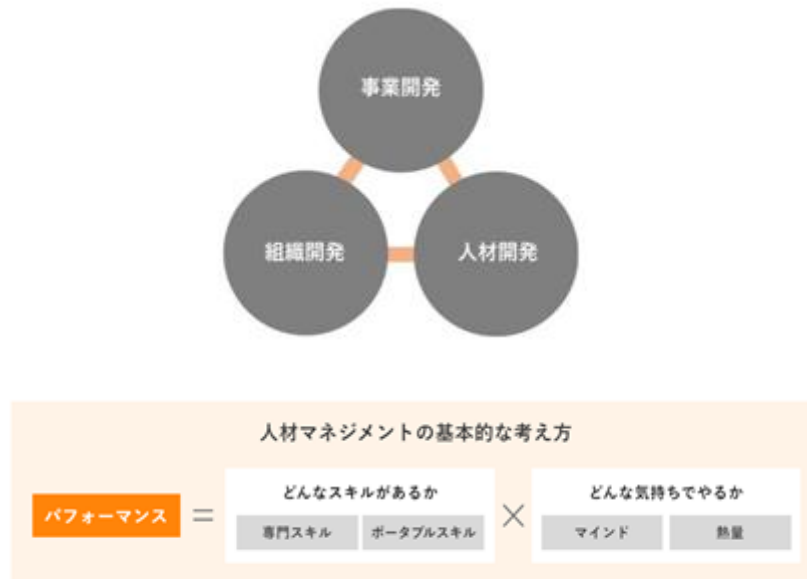 事業開発
組織開発
人材開発
人材マネジメントの基本的な考え方
パフォーマンス = どんなスキルがあるか × どんな気持ちでやるか
専門スキル ポータブルスキル マインド 熱量